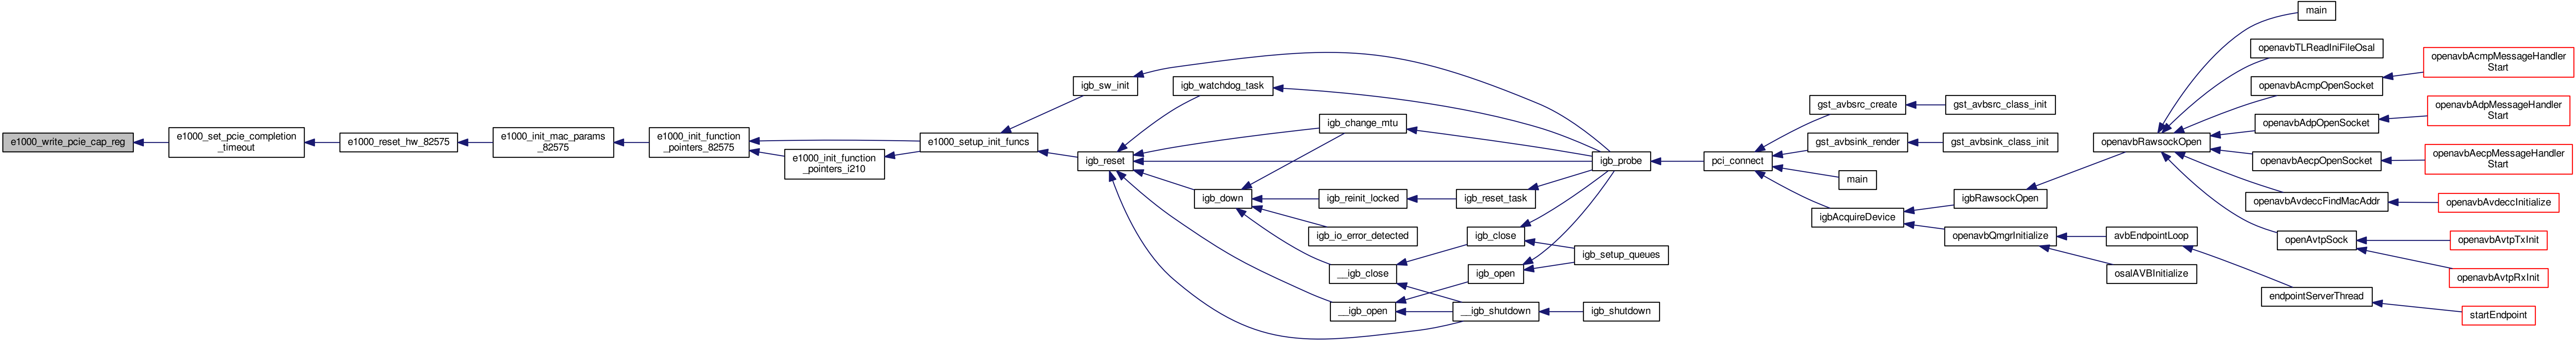 e1000_write_pcie_cap_reg
e1000_set_pcie_completion
_timeout
e1000_reset_hw_82575
e1000_init_mac_params
_82575
e1000_init_function
_pointers_82575
e1000_init_function
_pointers_i210
e1000_setup_init_funcs
igb_sw_init
igb_reset
igb_watchdog_task
igb_change_mtu
igb_down
igb_reinit_locked
igb_reset_task
igb_io_error_detected
igb_close
__igb_close
igb_open
igb_setup_queues
__igb_open
__igb_shutdown
igb_shutdown
igb_probe
pci_connect
gst_avbsrc_create
gst_avbsrc_class_init
gst_avbsink_render
gst_avbsink_class_init
main
igbAcquireDevice
igbRawsockOpen
openavbQmgrInitialize
avbEndpointLoop
osalAVBInitialize
openavbRawsockOpen
main
openavbTLReadIniFileOsal
openavbAcmpOpenSocket
openavbAcmpMessageHandler
Start
openavbAdpOpenSocket
openavbAdpMessageHandler
Start
openavbAecpOpenSocket
openavbAecpMessageHandler
Start
openavbAvdeccFindMacAddr
openavbAvdeccInitialize
openAvtpSock
openavbAvtpTxInit
openavbAvtpRxInit
endpointServerThread
startEndpoint